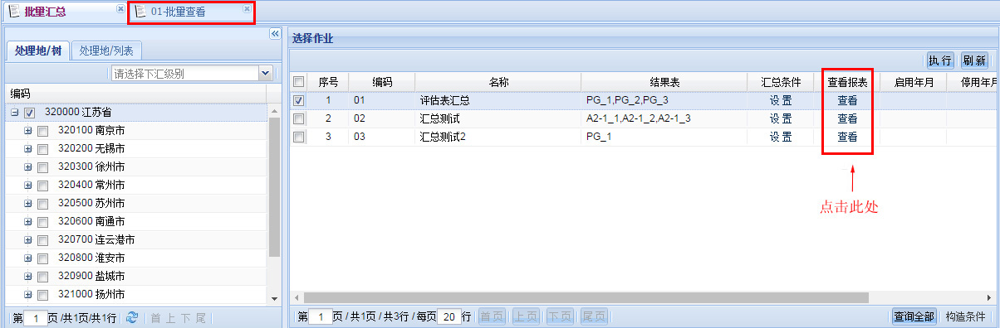 批量汇总 01-批量查看
处理地/树 处理地/列表
请选择下汇级别
编码
320000 江苏省
320100 南京市
320200 无锡市
320300 徐州市
320400 常州市
320500 苏州市
320600 南通市
320700 连云港市
320800 淮安市
320900 盐城市
321000 扬州市
第 1 页 /共1页/共1行 首 上 下 尾
选择作业
执行 刷新
序号 编码 名称 结果表 汇总条件 查看报表 启用年月 停用年月
1 01 评估表汇总 PG_1,PG_2,PG_3 设置 查看
2 02 汇总测试 A2-1_1,A2-1_2,A2-1_3 设置 查看
3 03 汇总测试2 PG_1 设置 查看
点击此处
第 1 页 / 共1页 / 共3行 / 每页 20 行 首页 上页 下页 尾页 查询全部 构造条件